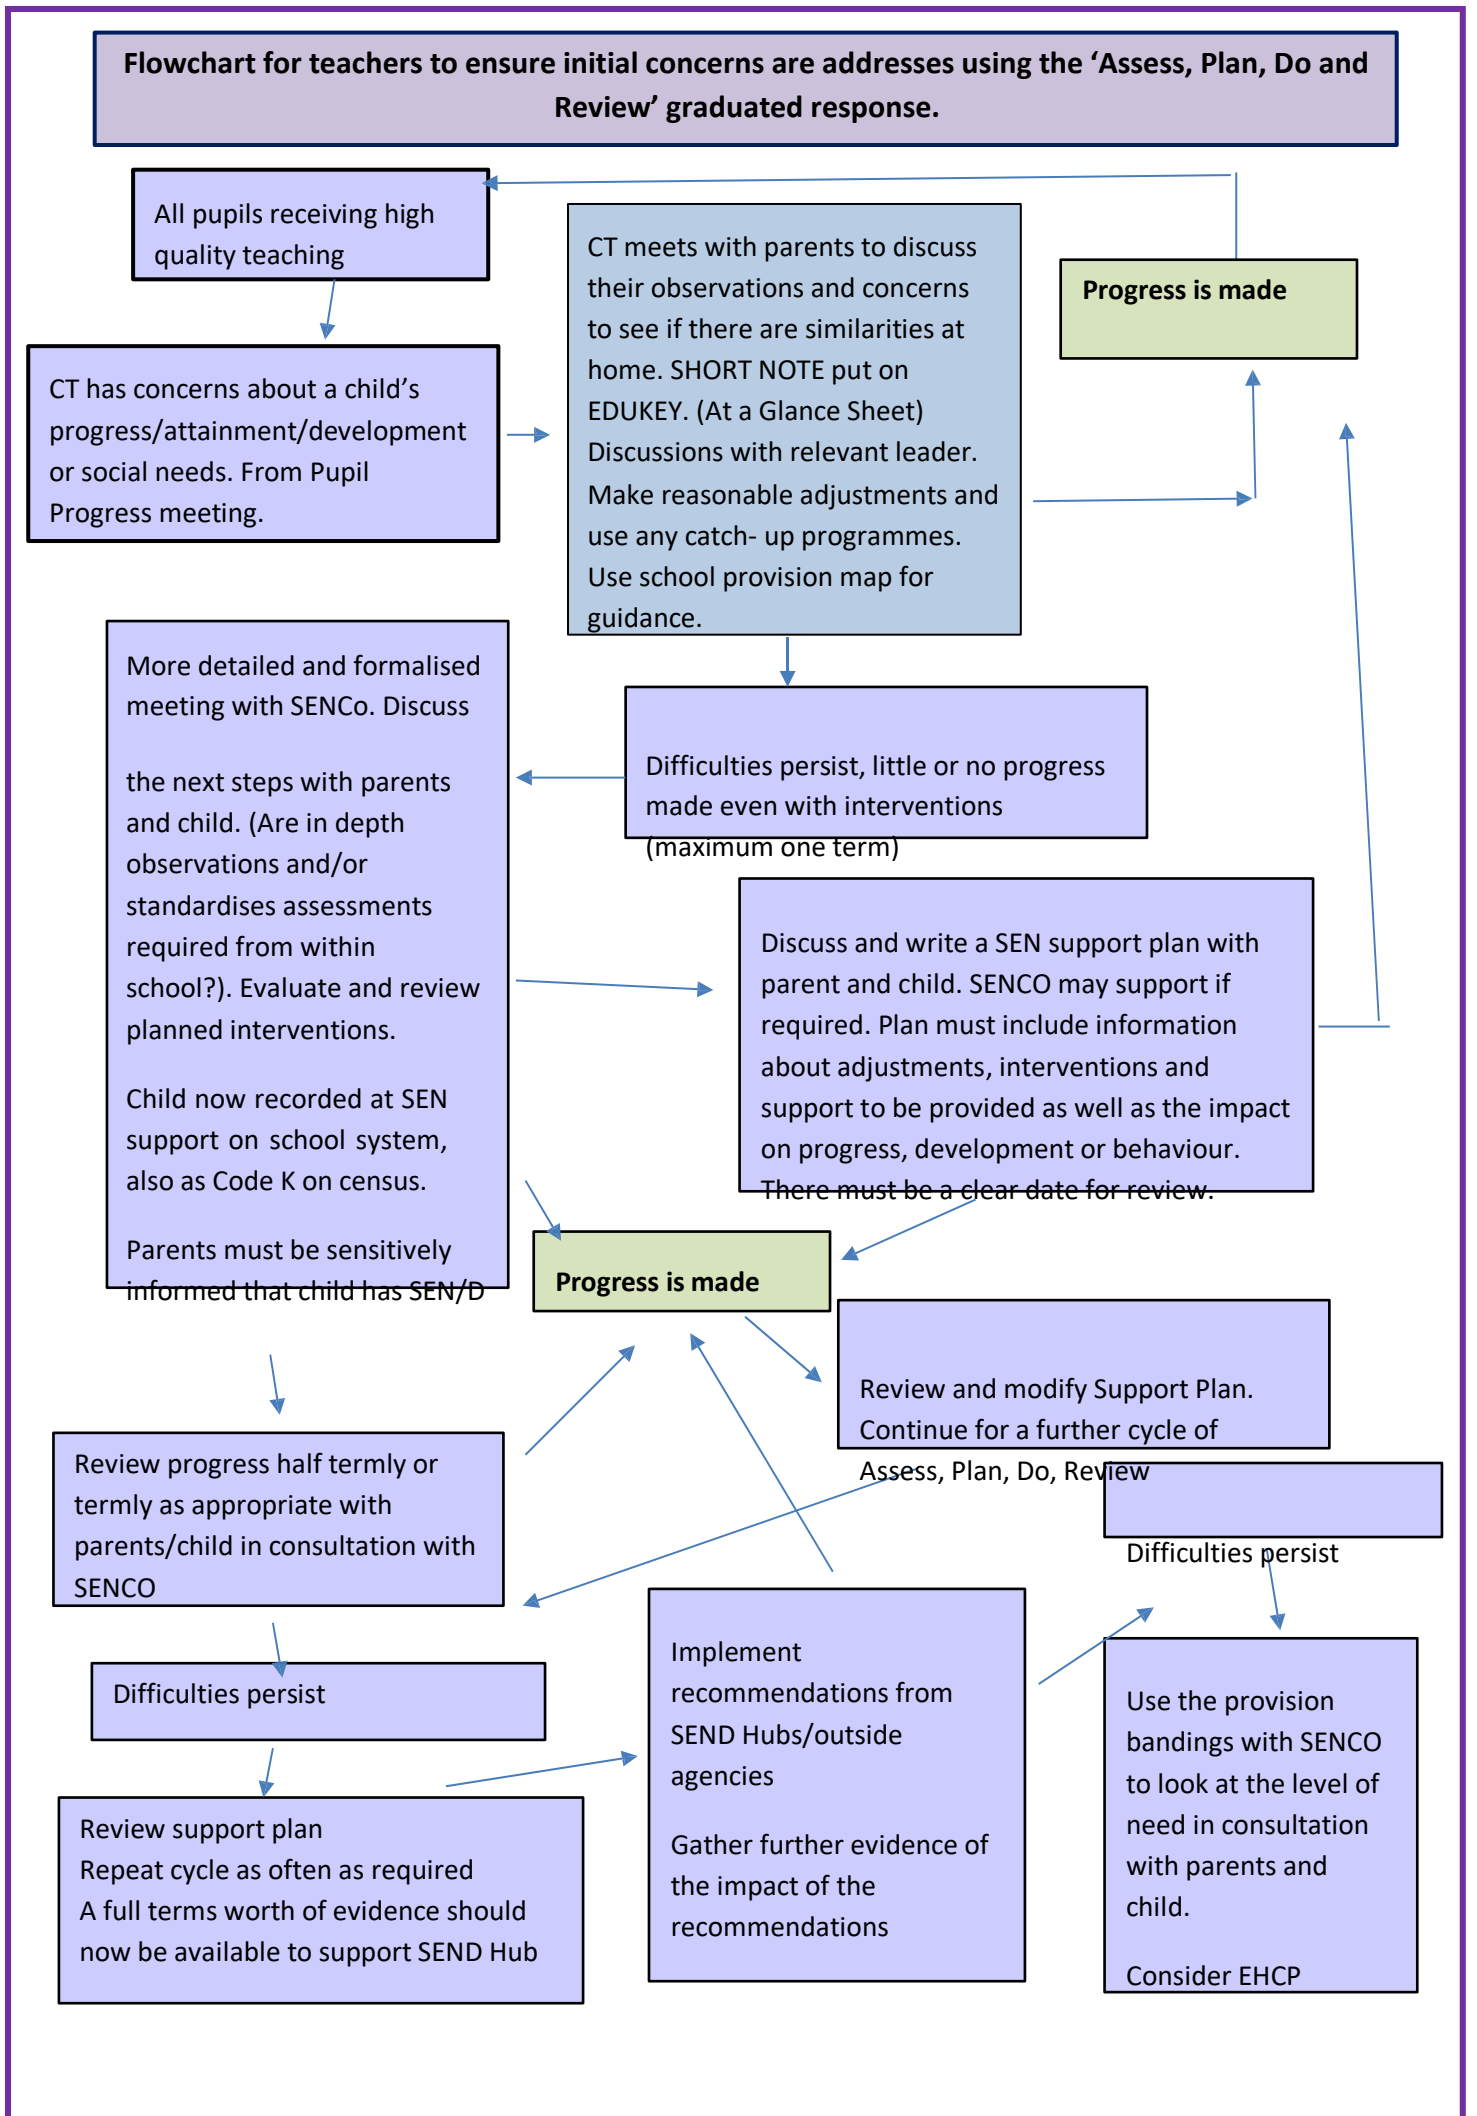 Flowchart for teachers to ensure initial concerns are addresses using the ‘Assess, Plan, Do and
Review’ graduated response.
All pupils receiving high
quality teaching
CT has concerns about a child’s
progress/attainment/development
or social needs. From Pupil
Progress meeting.
CT meets with parents to discuss
their observations and concerns
to see if there are similarities at
home. SHORT NOTE put on
EDUKEY. (At a Glance Sheet)
Discussions with relevant leader.
Make reasonable adjustments and
use any catch- up programmes.
Use school provision map for
guidance.
Progress is made
Difficulties persist, little or no progress
made even with interventions
(maximum one term)
More detailed and formalised
meeting with SENCo. Discuss
the next steps with parents
and child. (Are in depth
observations and/or
standardises assessments
required from within
school?). Evaluate and review
planned interventions.
Child now recorded at SEN
support on school system,
also as Code K on census.
Parents must be sensitively
informed that child has SEN/D
Discuss and write a SEN support plan with
parent and child. SENCO may support if
required. Plan must include information
about adjustments, interventions and
support to be provided as well as the impact
on progress, development or behaviour.
There must be a clear date for review.
Progress is made
Review and modify Support Plan.
Continue for a further cycle of
Assess, Plan, Do, Review
Review progress half termly or
termly as appropriate with
parents/child in consultation with
SENCO
Difficulties persist
Review support plan
Repeat cycle as often as required
A full terms worth of evidence should
now be available to support SEND Hub
Implement
recommendations from
SEND Hubs/outside
agencies
Gather further evidence of
the impact of the
recommendations
Difficulties persist
Use the provision
bandings with SENCO
to look at the level of
need in consultation
with parents and
child.
Consider EHCP